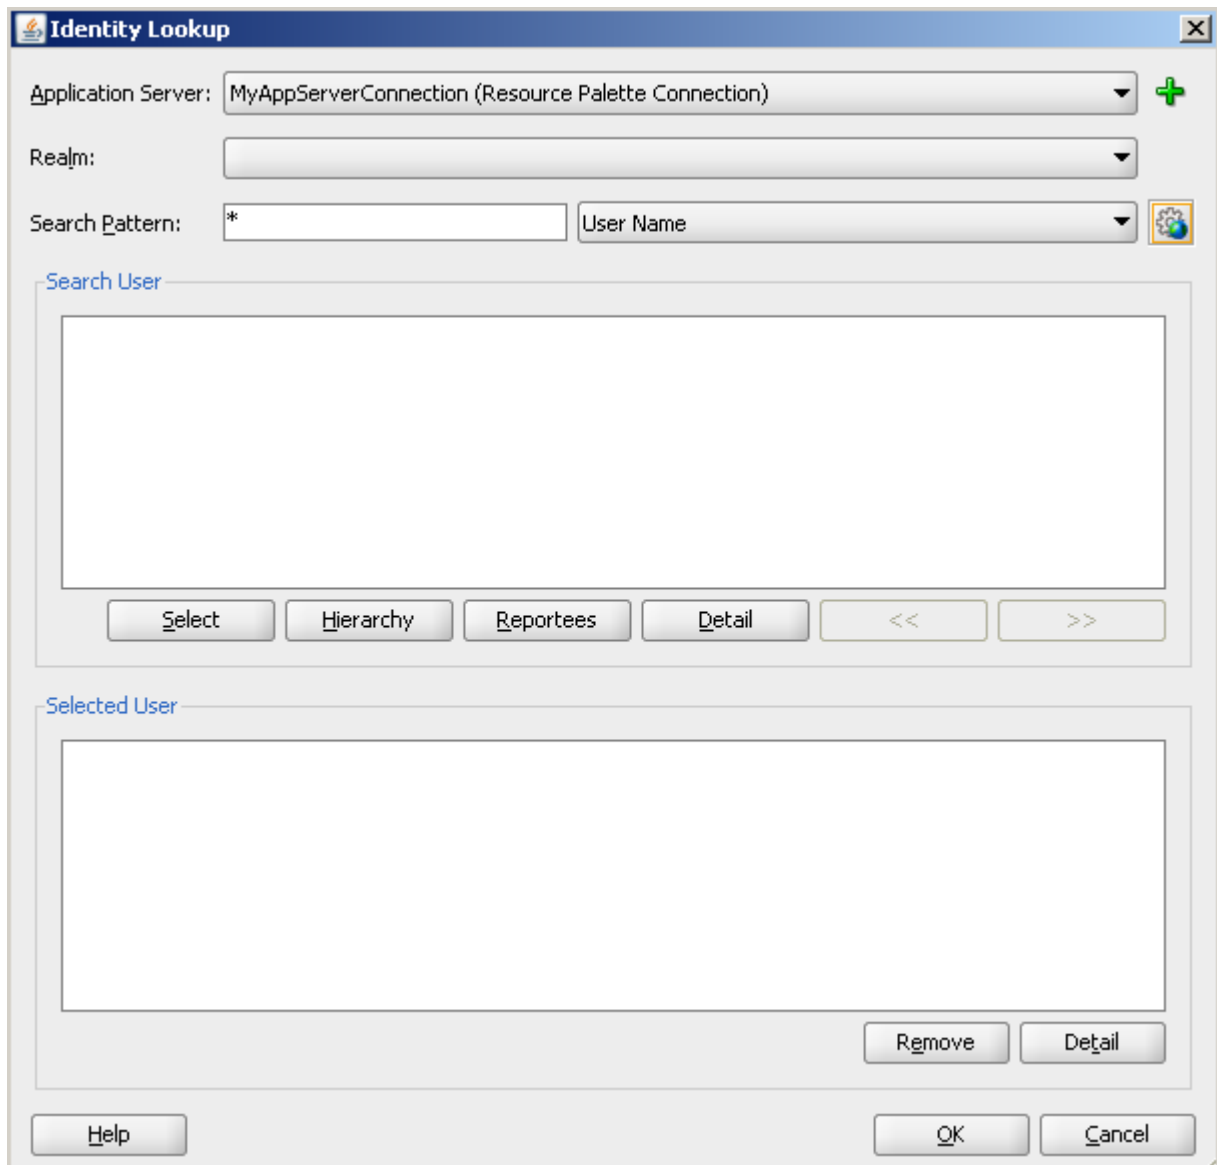 Identity Lookup
Application Server: MyAppServerConnection (Resource Palette Connection)
Realm:
Search Pattern: * User Name
Search User
Select Hierarchy Reportees Detail << >>
Selected User
Remove Detail
Help OK Cancel